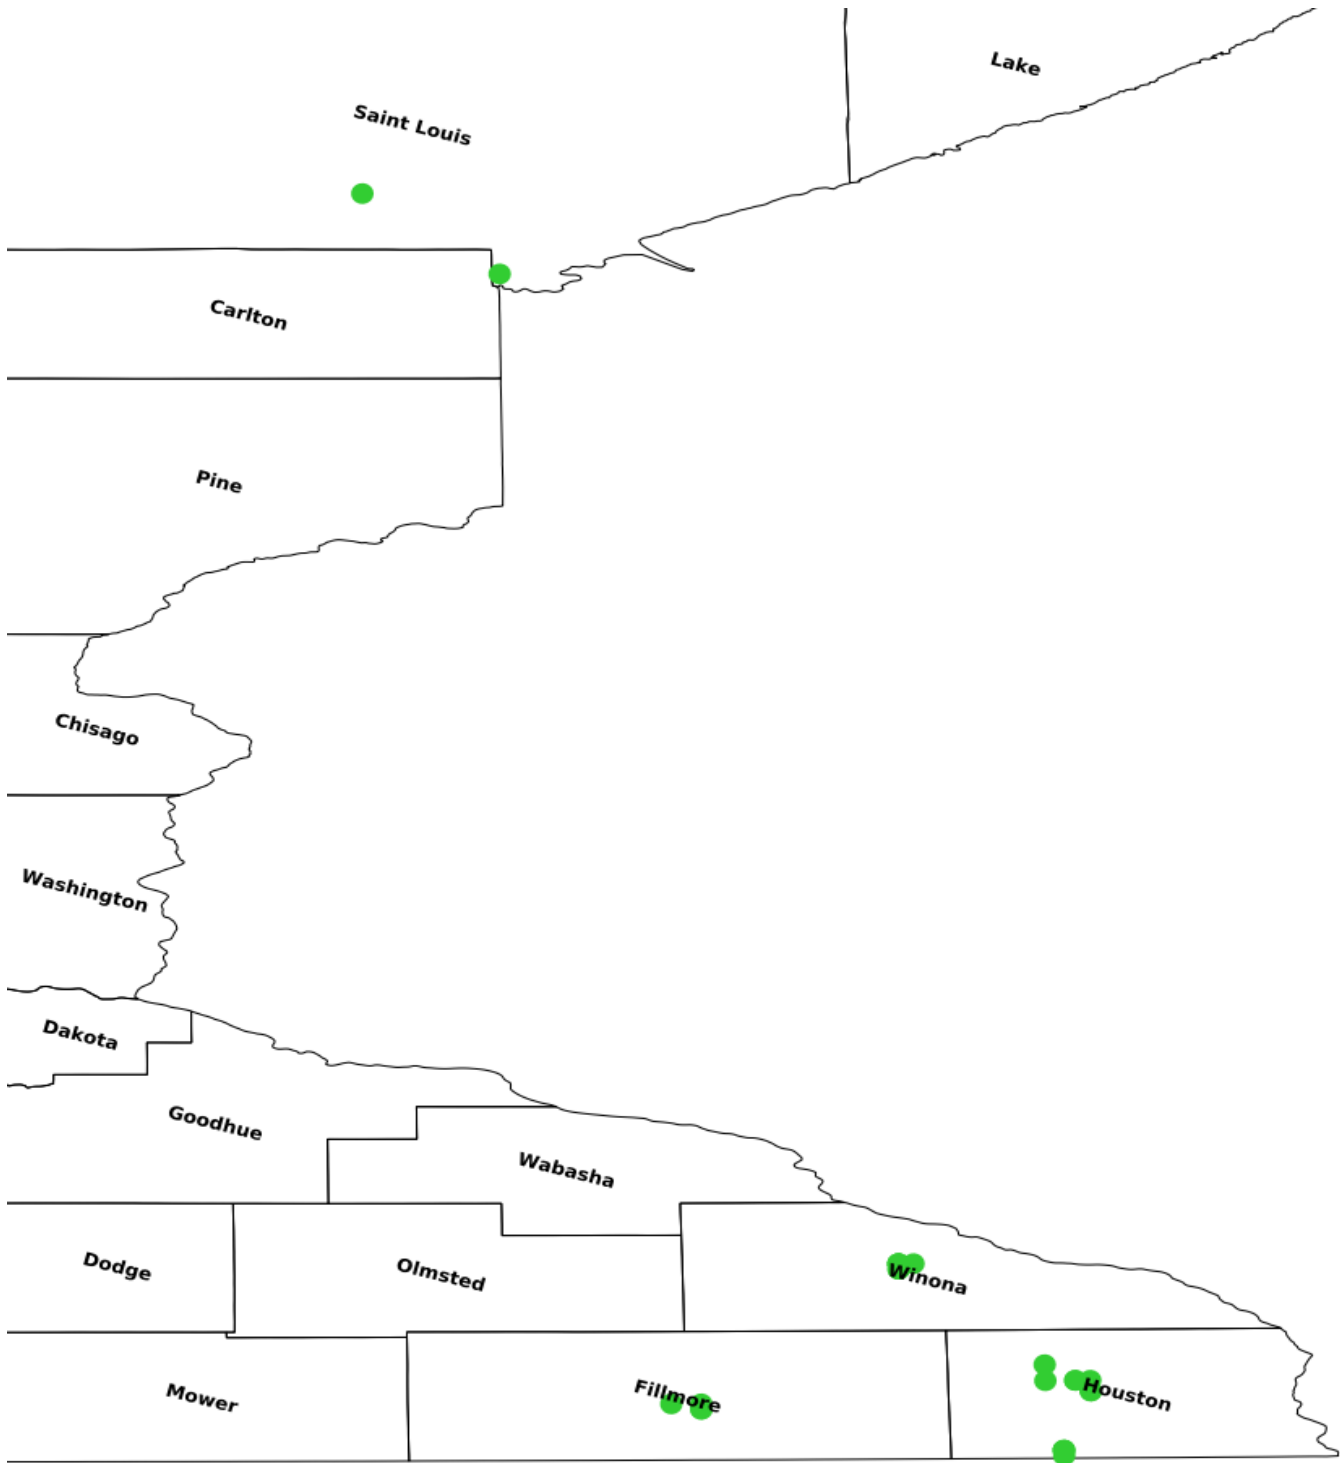 Lake
Saint Louis
Carlton
Pine
Chisago
Washington
Dakota
Goodhue
Wabasha
Dodge
Olmsted
Winona
Mower
Fillmore
Houston